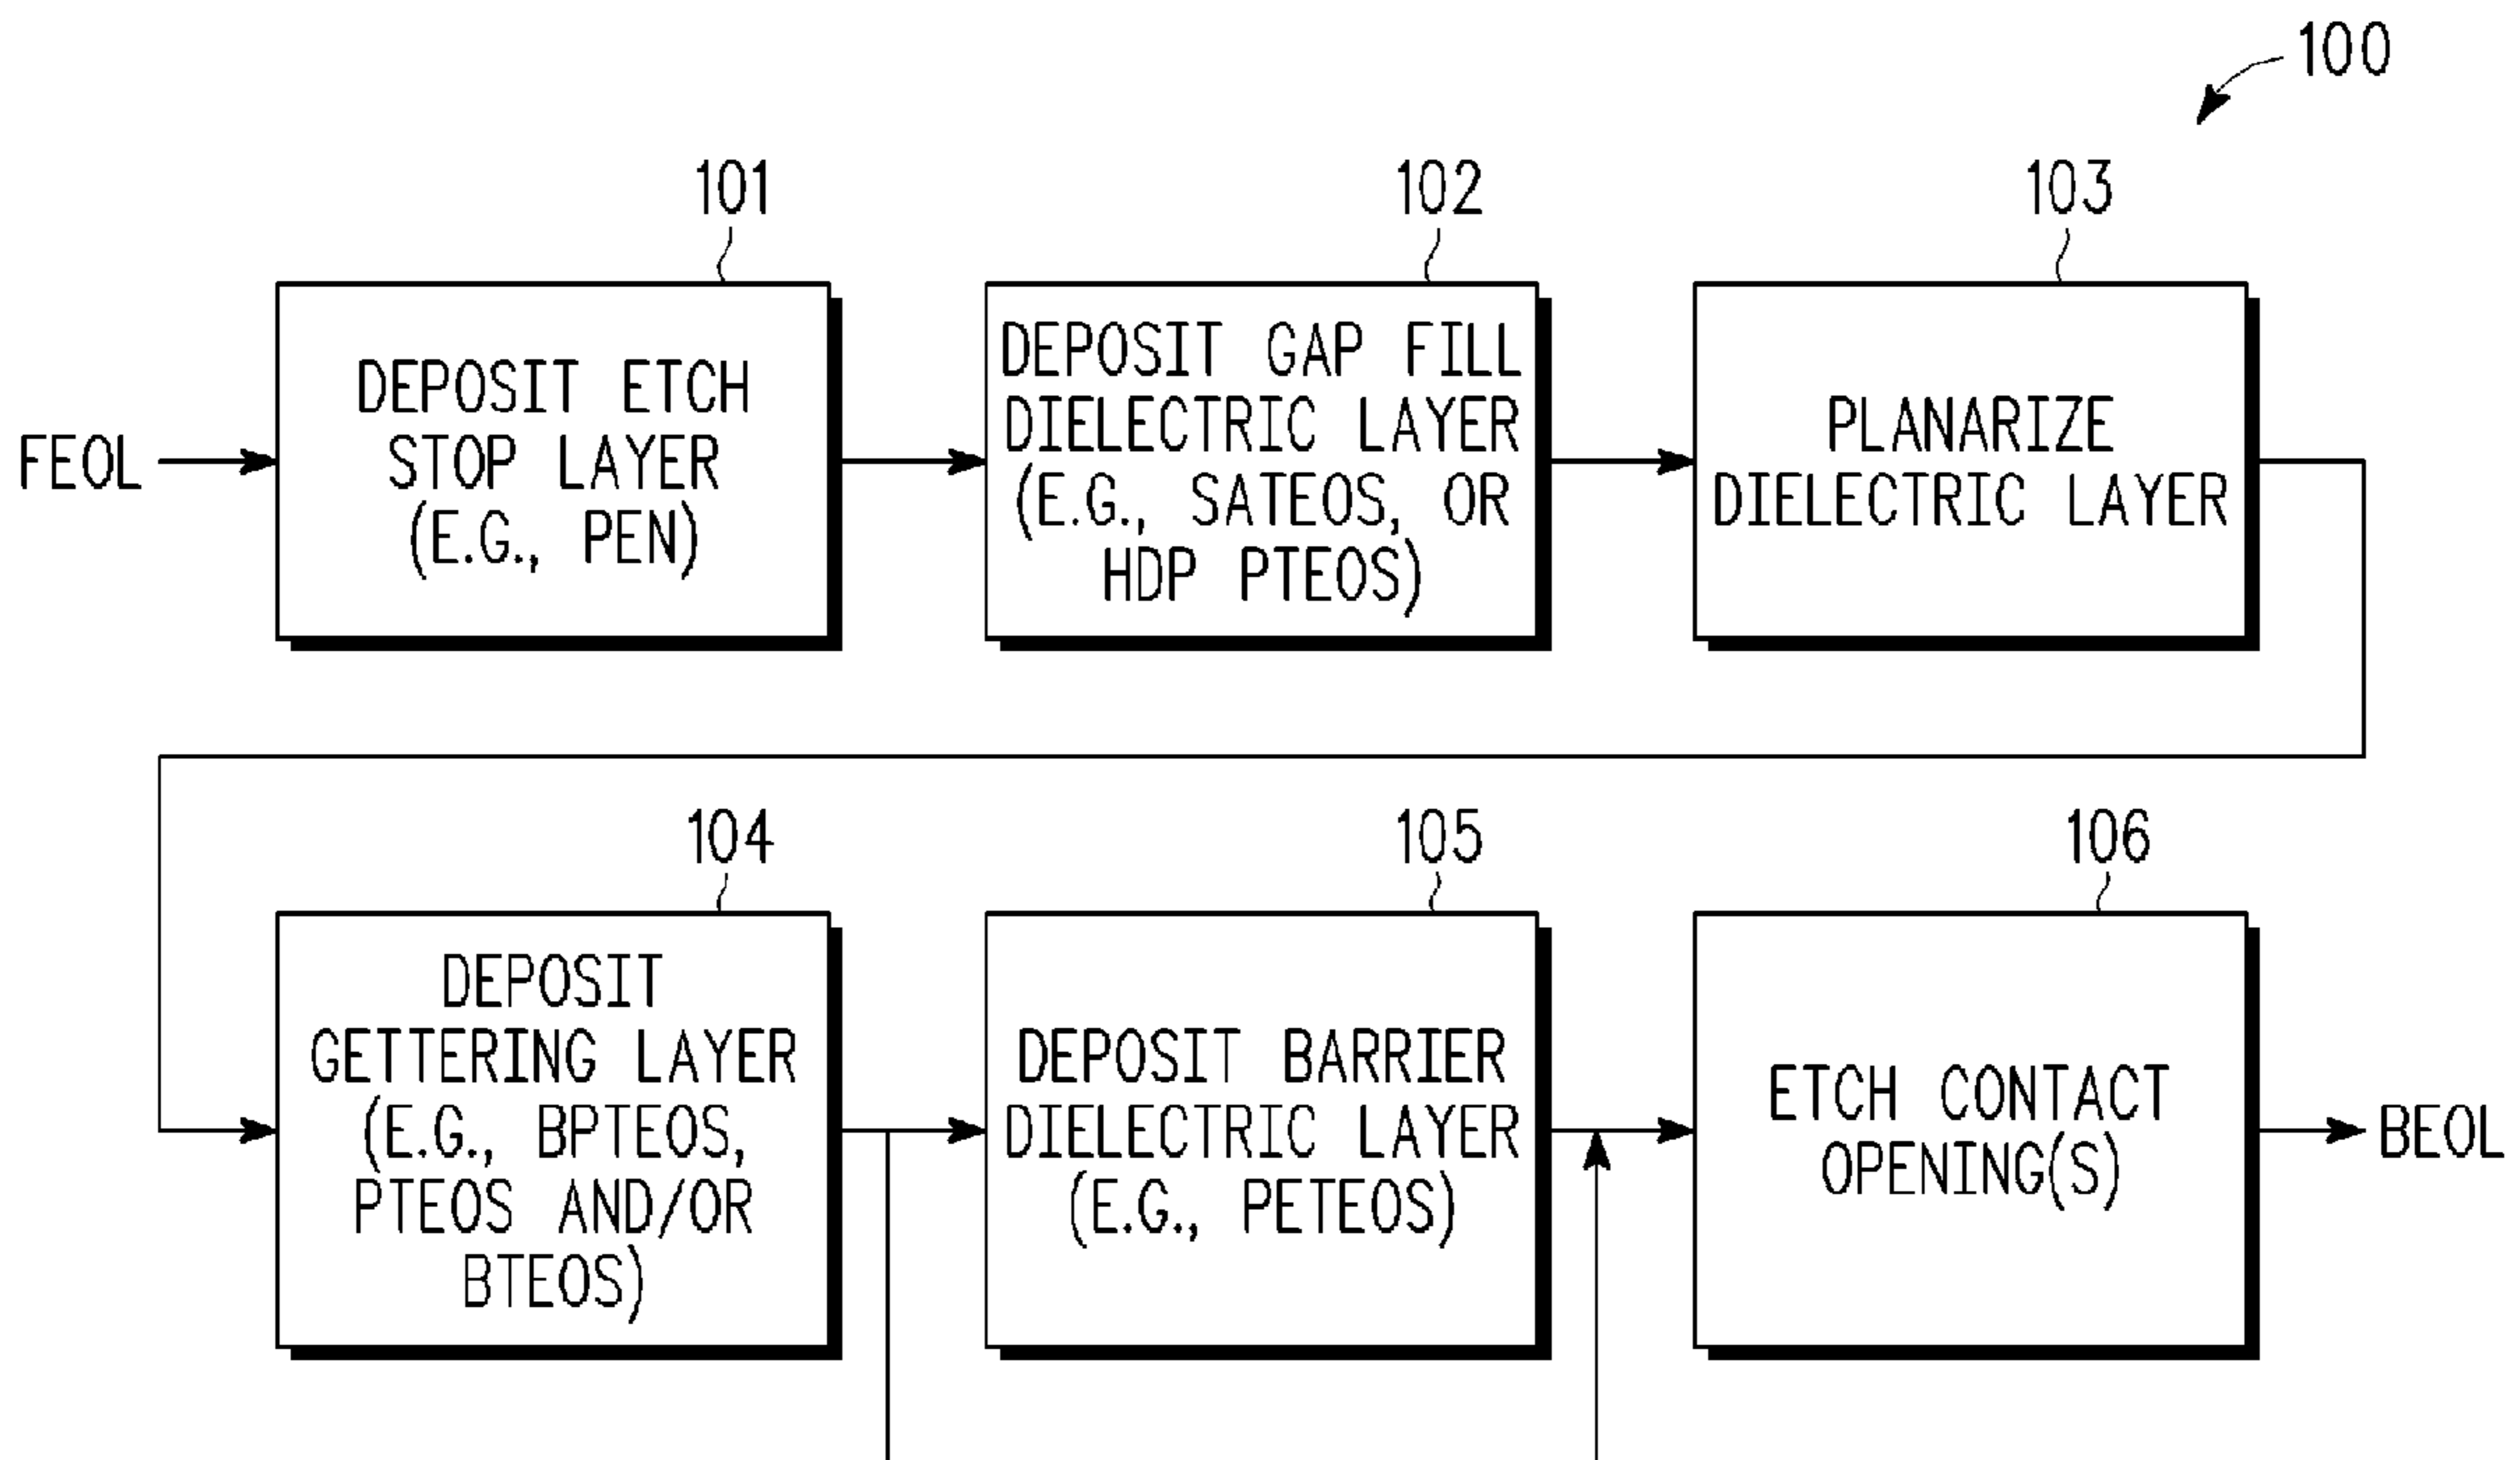 100
101
102
103
FEOL
DEPOSIT ETCH
STOP LAYER
(E.G., PEN)
DEPOSIT GAP FILL
DIELECTRIC LAYER
(E.G., SATEOS, OR
HDP PTEOS)
PLANARIZE
DIELECTRIC LAYER
104
105
106
DEPOSIT
GETTERING LAYER
(E.G., BPTEOS,
PTEOS AND/OR
BTEOS)
DEPOSIT BARRIER
DIELECTRIC LAYER
(E.G., PETEOS)
ETCH CONTACT
OPENING(S)
BEOL